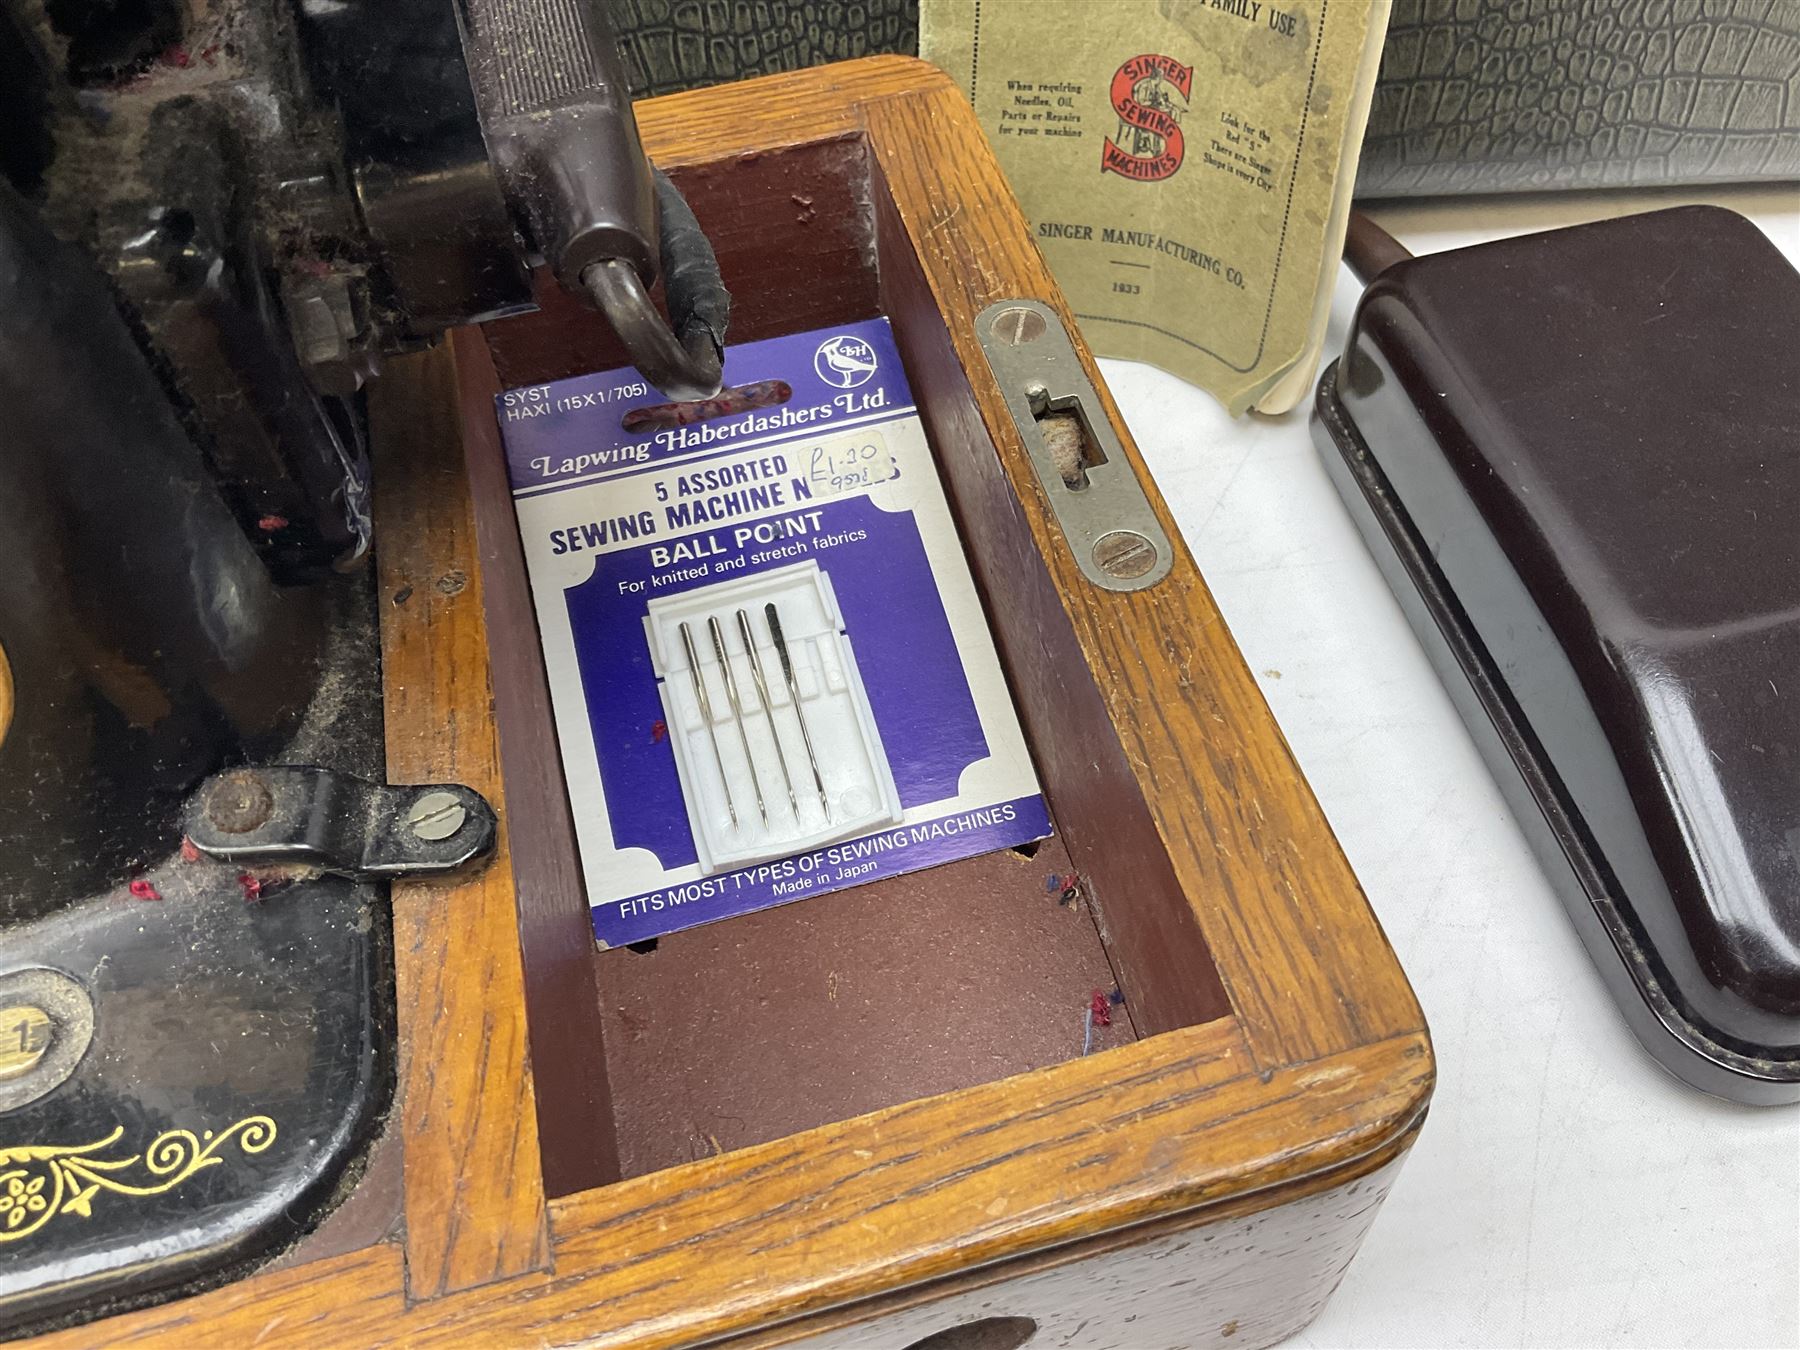 FAMILY USE
When requiring
Needles, Oil,
Parts or Repairs
for your machine
SINGER
SEWING
MACHINES
Look for the
Red "S"
There are Singer
Shops in every City
SINGER MANUFACTURING CO.
1933
SYST
HAXI (15X1/705)
LH
Lapwing Haberdashers Ltd.
5 ASSORTED
SEWING MACHINE N S
£1.30
BALL POINT
For knitted and stretch fabrics
FITS MOST TYPES OF SEWING MACHINES
Made in Japan
15